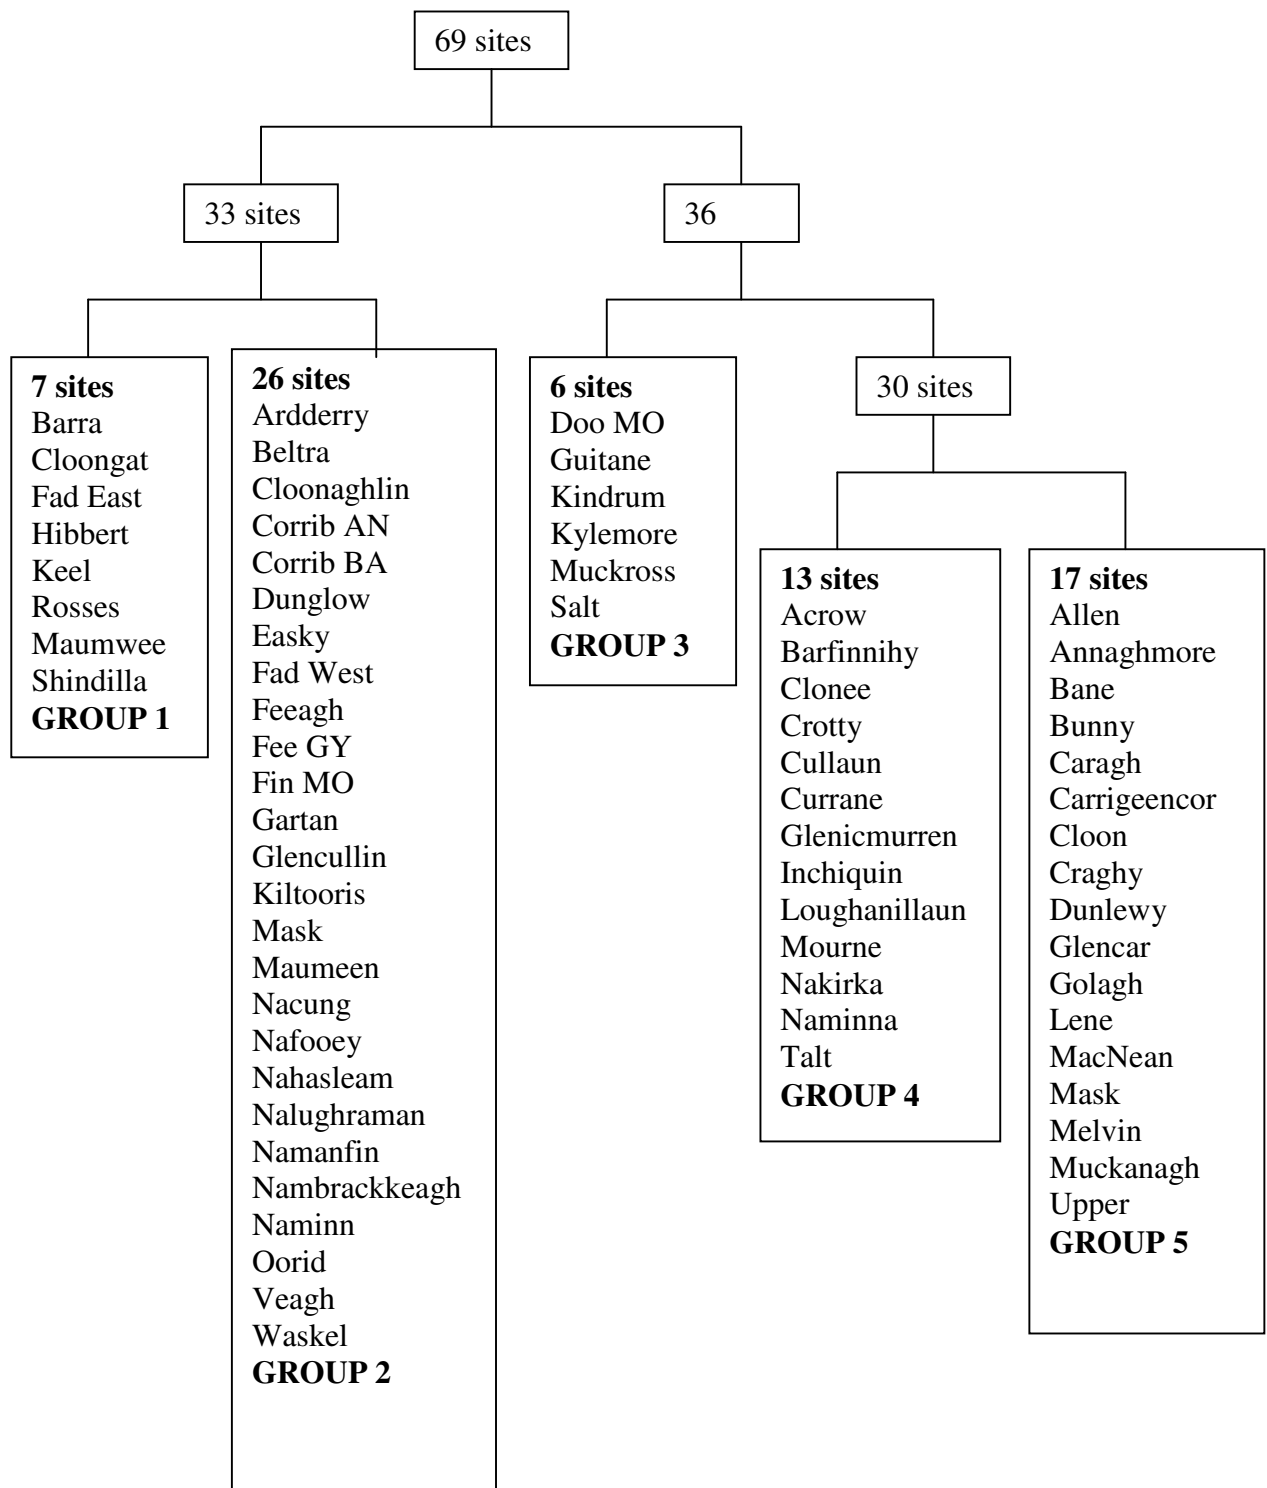 69 sites
33 sites
36
7 sites
Barra
Cloongat
Fad East
Hibbert
Keel
Rosses
Maumwee
Shindilla
GROUP 1
26 sites
Ardderry
Beltra
Cloonaghlin
Corrib AN
Corrib BA
Dunglow
Easky
Fad West
Feeagh
Fee GY
Fin MO
Gartan
Glencullin
Kiltooris
Mask
Maumeen
Nacung
Nafooey
Nahasleam
Nalughraman
Namanfin
Nambrackkeagh
Naminn
Oorid
Veagh
Waskel
GROUP 2
6 sites
Doo MO
Guitane
Kindrum
Kylemore
Muckross
Salt
GROUP 3
30 sites
13 sites
Acrow
Barfinnihy
Clonee
Crotty
Cullaun
Currane
Glenicmurren
Inchiquin
Loughanillaun
Mourne
Nakirka
Naminna
Talt
GROUP 4
17 sites
Allen
Annaghmore
Bane
Bunny
Caragh
Carrigeencor
Cloon
Craghy
Dunlewy
Glencar
Golagh
Lene
MacNean
Mask
Melvin
Muckanagh
Upper
GROUP 5